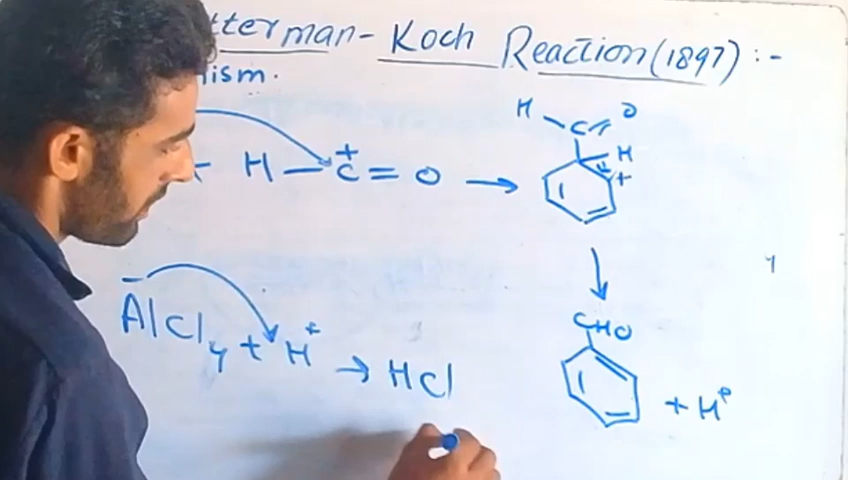 tterman-Koch Reaction (1897) :-
ism.
+ H - C⁺ = O →
H C O
H
+
AlCl₄⁻ + H⁺ → HCl
CHO
+ H⊕